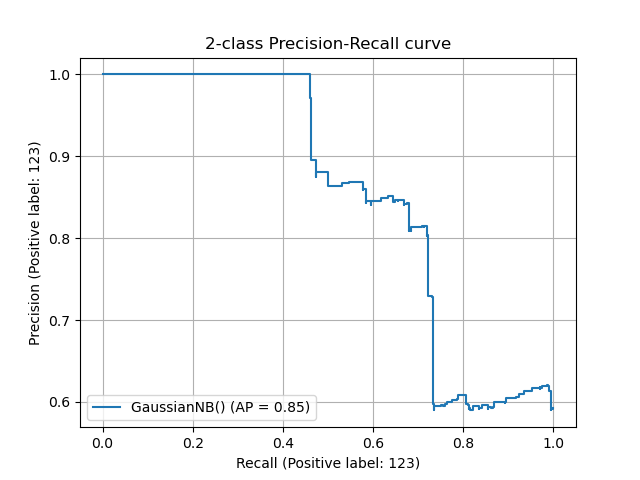 2-class Precision-Recall curve
Precision (Positive label: 123)
1.0
0.9
0.8
0.7
0.6
GaussianNB() (AP = 0.85)
0.0 0.2 0.4 0.6 0.8 1.0
Recall (Positive label: 123)